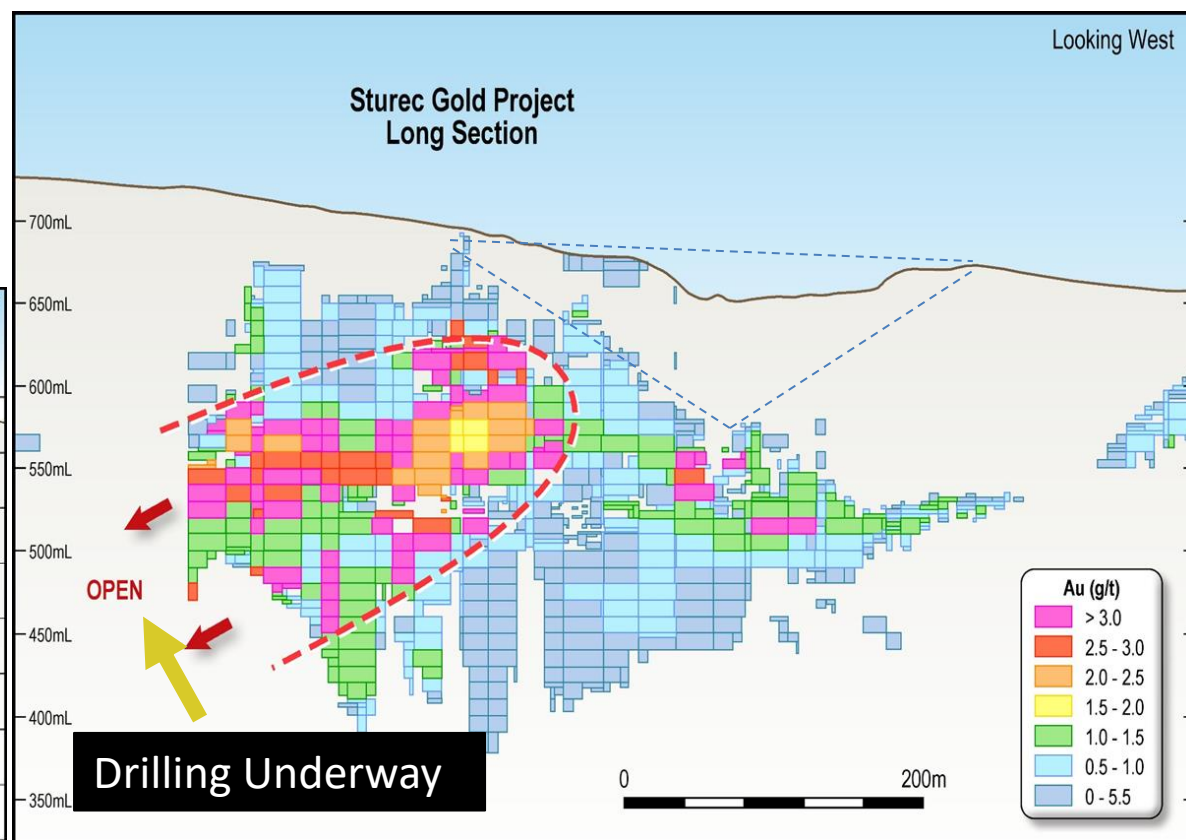 Looking West
Sturec Gold Project
Long Section
700mL
650mL
600mL
550mL
500mL
OPEN
450mL
400mL
350mL
Drilling Underway
0 200m
Au (g/t)
> 3.0
2.5 - 3.0
2.0 - 2.5
1.5 - 2.0
1.0 - 1.5
0.5 - 1.0
0 - 5.5